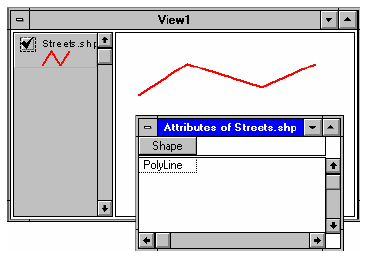 View1
Streets.shp
Attributes of Streets.shp
Shape
PolyLine